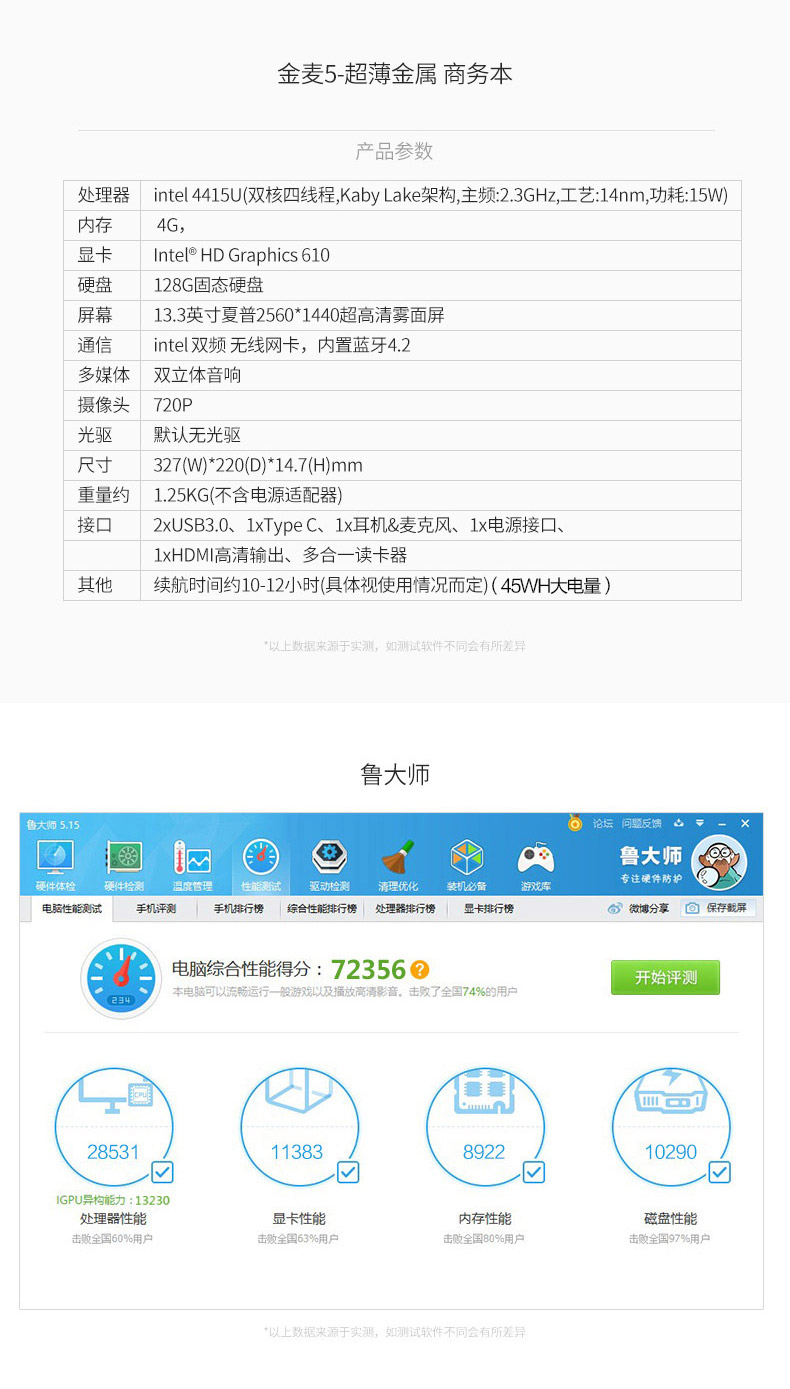 金麦5-超薄金属 商务本
产品参数
处理器 intel 4415U(双核四线程,Kaby Lake架构,主频:2.3GHz,工艺:14nm,功耗:15W)
内存 4G，
显卡 Intel® HD Graphics 610
硬盘 128G固态硬盘
屏幕 13.3英寸夏普2560*1440超高清雾面屏
通信 intel 双频 无线网卡，内置蓝牙4.2
多媒体 双立体音响
摄像头 720P
光驱 默认无光驱
尺寸 327(W)*220(D)*14.7(H)mm
重量约 1.25KG(不含电源适配器)
接口 2xUSB3.0、1xType C、1x耳机&麦克风、1x电源接口、
1xHDMI高清输出、多合一读卡器
其他 续航时间约10-12小时(具体视使用情况而定)( 45WH大电量 )
*以上数据来源于实测，如测试软件不同会有所差异
鲁大师
鲁大师 5.15 论坛 问题反馈
硬件体检 硬件检测 温度管理 性能测试 驱动检测 清理优化 装机必备 游戏库
鲁大师
专注硬件防护
电脑性能测试 手机评测 手机排行榜 综合性能排行榜 处理器排行榜 显卡排行榜 微博分享 保存截屏
234
电脑综合性能得分：72356 ?
本电脑可以流畅运行一般游戏以及播放高清影音。击败了全国74%的用户
开始评测
CPU
28531 11383 8922 10290
IGPU异构能力：13230
处理器性能 显卡性能 内存性能 磁盘性能
击败全国60%用户 击败全国63%用户 击败全国80%用户 击败全国97%用户
*以上数据来源于实测，如测试软件不同会有所差异